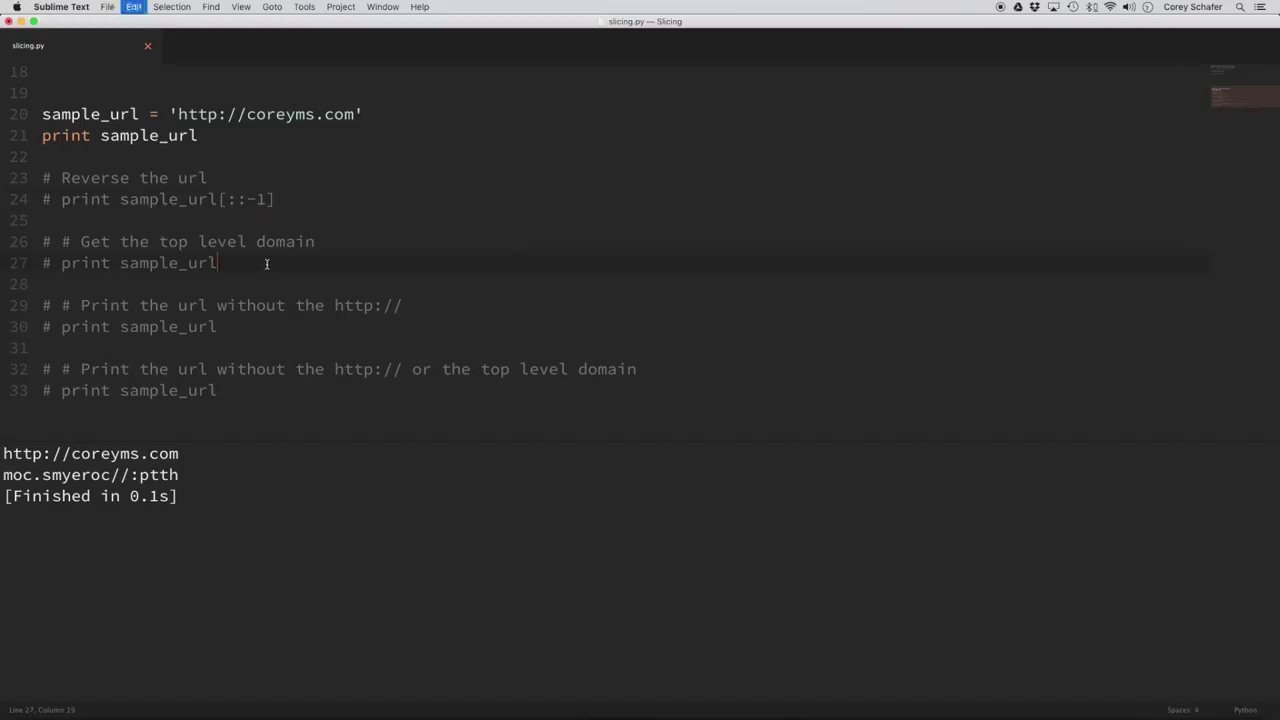 Sublime Text File Edit Selection Find View Goto Tools Project Window Help Corey Schafer
slicing.py — Slicing
slicing.py
18
19
20 sample_url = 'http://coreyms.com'
21 print sample_url
22
23 # Reverse the url
24 # print sample_url[::-1]
25
26 # # Get the top level domain
27 # print sample_url
28
29 # # Print the url without the http://
30 # print sample_url
31
32 # # Print the url without the http:// or the top level domain
33 # print sample_url
http://coreyms.com
moc.smyeroc//:ptth
[Finished in 0.1s]
Line 27, Column 19 Spaces: 4 Python